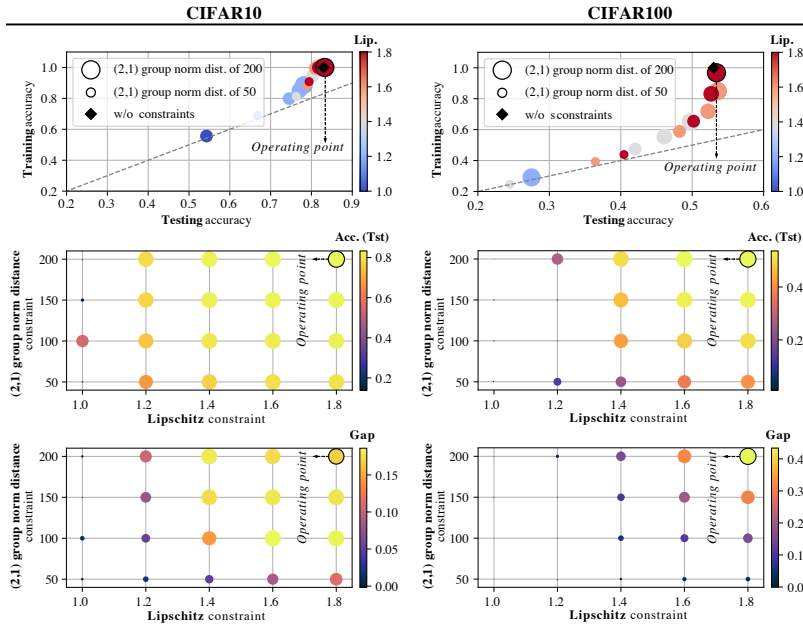 CIFAR10
CIFAR100
Lip.
Lip.
(2,1) group norm dist. of 200
(2,1) group norm dist. of 50
w/o constraints
Operating point
Training accuracy
1.0
0.8
0.6
0.4
0.2
0.2 0.3 0.4 0.5 0.6 0.7 0.8 0.9
Testing accuracy
1.8
1.6
1.4
1.2
1.0
(2,1) group norm dist. of 200
(2,1) group norm dist. of 50
w/o sconstraints
Operating point
Training accuracy
1.0
0.8
0.6
0.4
0.2
0.2 0.3 0.4 0.5 0.6
Testing accuracy
1.8
1.6
1.4
1.2
1.0
Acc. (Tst)
(2,1) group norm distance
constraint
200
150
100
50
Operating point
1.0 1.2 1.4 1.6 1.8
Lipschitz constraint
0.8
0.6
0.4
0.2
Acc. (Tst)
(2,1) group norm distance
constraint
200
150
100
50
Operating point
1.0 1.2 1.4 1.6 1.8
Lipschitz constraint
0.4
0.2
Gap
(2,1) group norm distance
constraint
200
150
100
50
Operating point
1.0 1.2 1.4 1.6 1.8
Lipschitz constraint
0.15
0.10
0.05
0.00
Gap
(2,1) group norm distance
constraint
200
150
100
50
Operating point
1.0 1.2 1.4 1.6 1.8
Lipschitz constraint
0.4
0.3
0.2
0.1
0.0